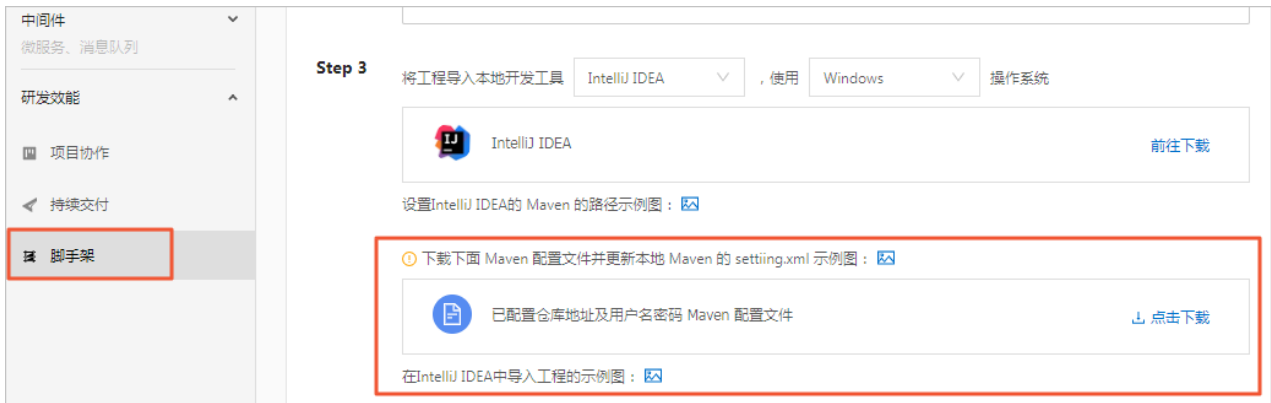 中间件
微服务、消息队列
研发效能
项目协作
持续交付
脚手架
Step 3
将工程导入本地开发工具 IntelliJ IDEA ，使用 Windows 操作系统
IntelliJ IDEA 前往下载
设置IntelliJ IDEA的 Maven 的路径示例图：
下载下面 Maven 配置文件并更新本地 Maven 的 settiing.xml 示例图：
已配置仓库地址及用户名密码 Maven 配置文件 点击下载
在IntelliJ IDEA中导入工程的示例图：